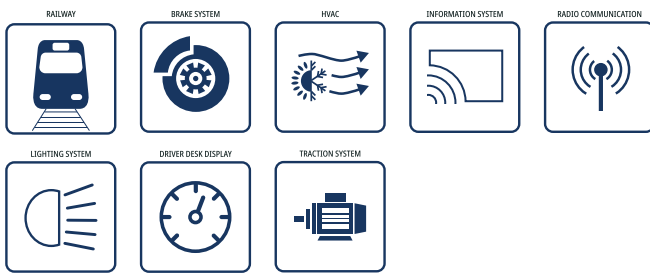 RAILWAY
BRAKE SYSTEM
HVAC
INFORMATION SYSTEM
RADIO COMMUNICATION
LIGHTING SYSTEM
DRIVER DESK DISPLAY
TRACTION SYSTEM